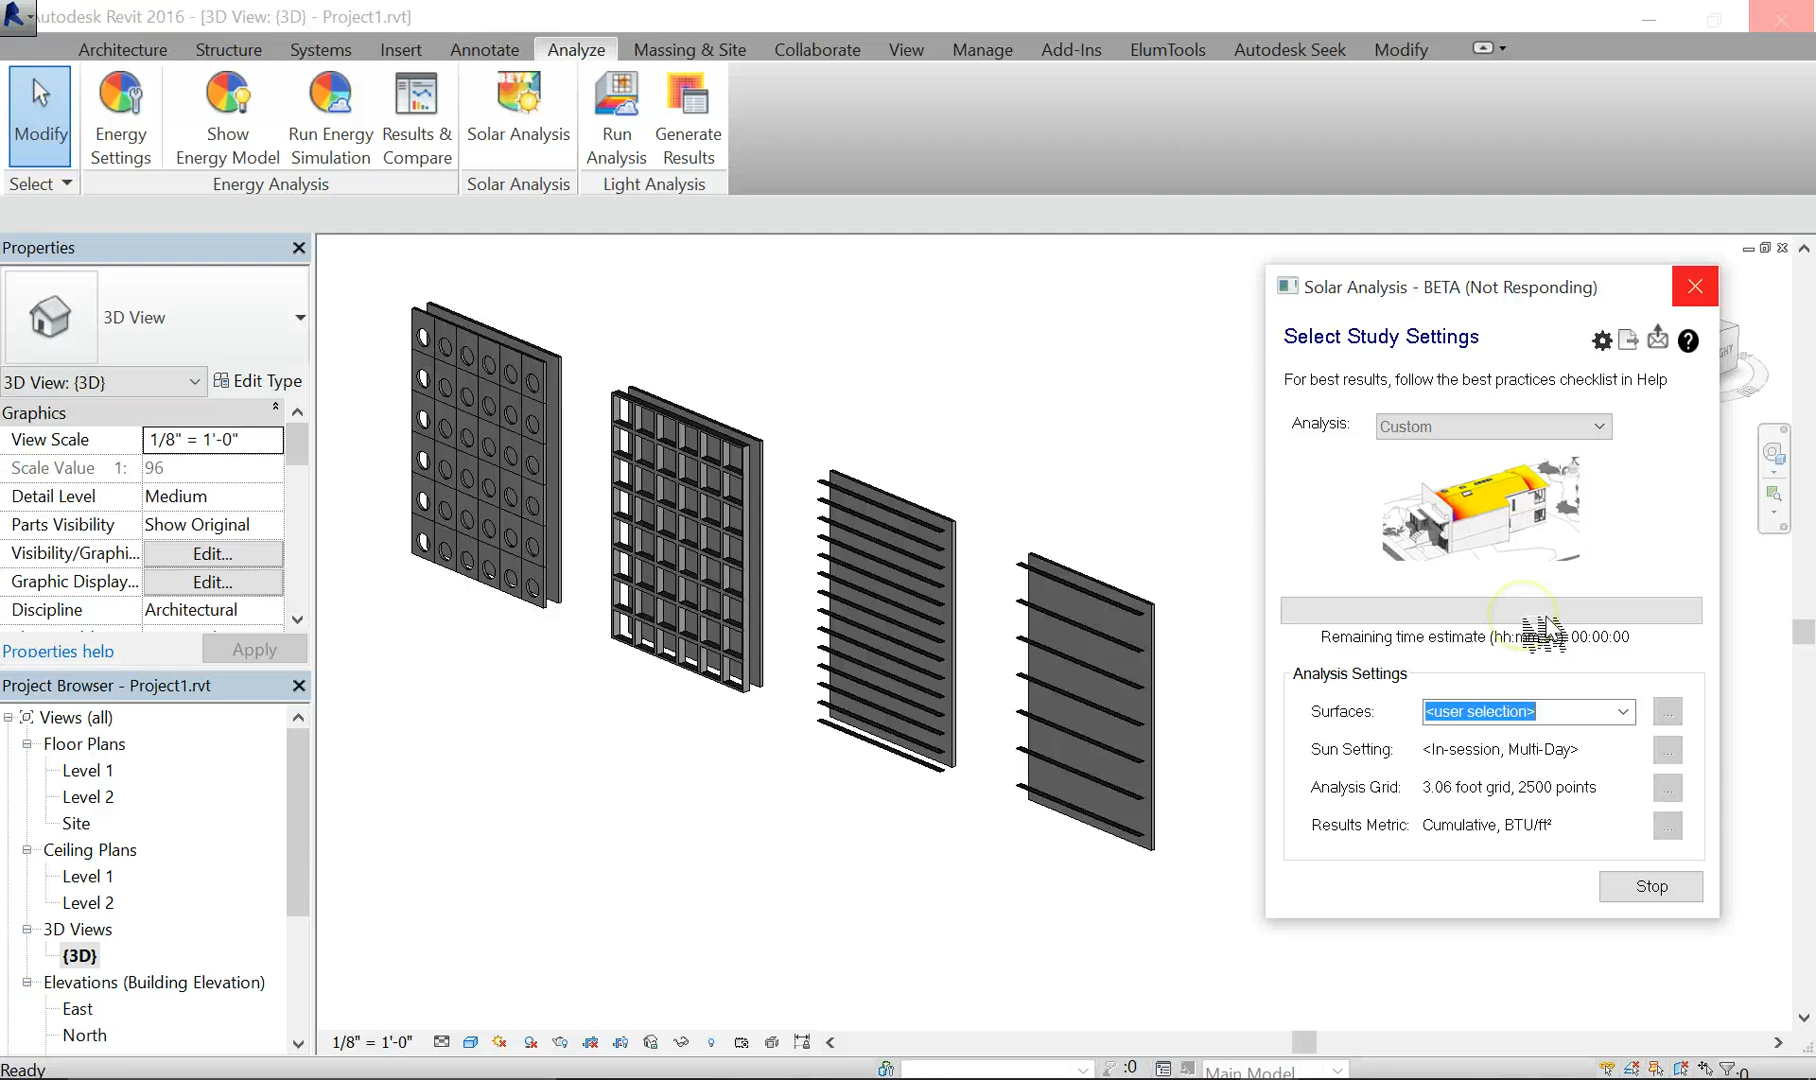 utodesk Revit 2016 - [3D View: {3D} - Project1.rvt]
Architecture Structure Systems Insert Annotate Analyze Massing & Site Collaborate View Manage Add-Ins ElumTools Autodesk Seek Modify
Modify
Energy Settings
Show Energy Model
Run Energy Simulation
Results & Compare
Solar Analysis
Run Analysis
Generate Results
Select
Energy Analysis
Solar Analysis
Light Analysis
Properties
3D View
3D View: {3D}
Edit Type
Graphics
View Scale 1/8" = 1'-0"
Scale Value 1: 96
Detail Level Medium
Parts Visibility Show Original
Visibility/Graphi... Edit...
Graphic Display... Edit...
Discipline Architectural
Properties help Apply
Project Browser - Project1.rvt
Views (all)
Floor Plans
Level 1
Level 2
Site
Ceiling Plans
Level 1
Level 2
3D Views
{3D}
Elevations (Building Elevation)
East
North
Solar Analysis - BETA (Not Responding)
Select Study Settings
For best results, follow the best practices checklist in Help
Analysis: Custom
Remaining time estimate 00:00:00
Analysis Settings
Surfaces: <user selection> ...
Sun Setting: <In-session, Multi-Day> ...
Analysis Grid: 3.06 foot grid, 2500 points ...
Results Metric: Cumulative, BTU/ft² ...
Stop
1/8" = 1'-0"
Ready
:0
Main Model
:0